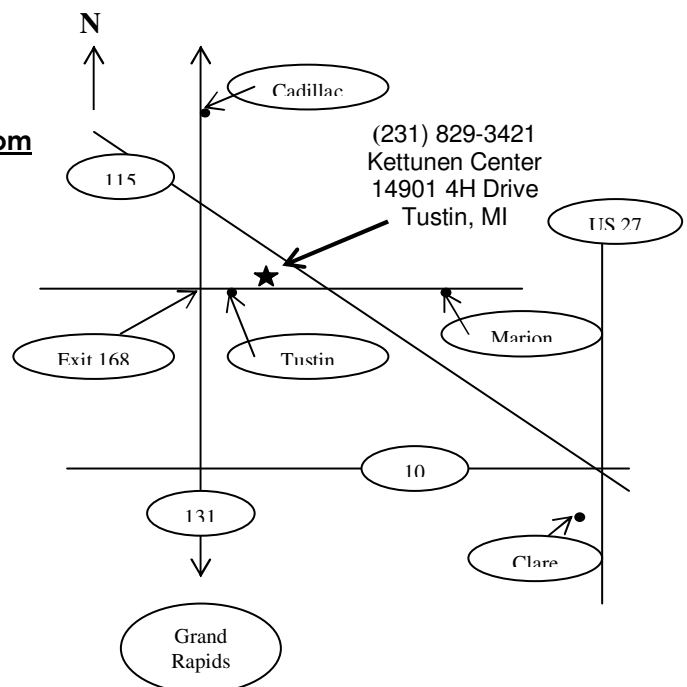 N
Cadillac
om
(231) 829-3421
Kettunen Center
14901 4H Drive
Tustin, MI
115
US 27
Exit 168
Tustin
Marion
10
131
Clare
Grand
Rapids